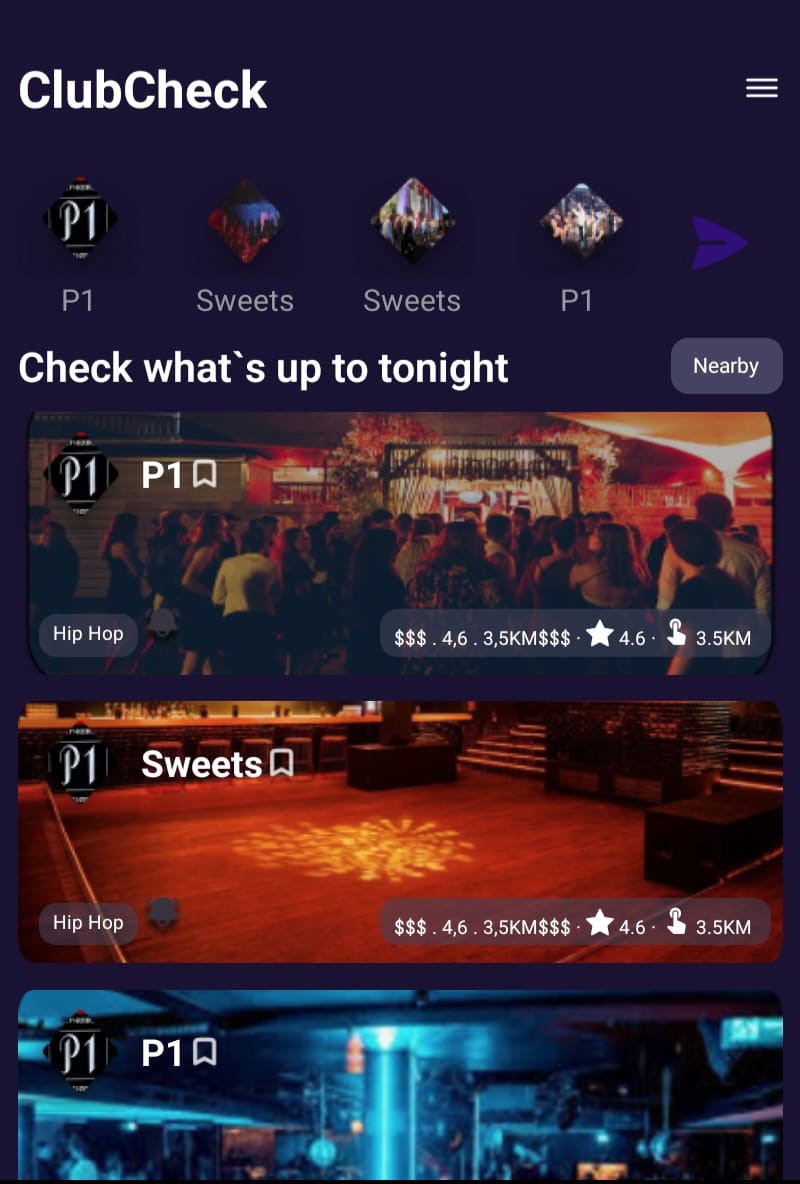 ClubCheck
P1
P1 Sweets Sweets P1
Check what`s up to tonight
Nearby
P1
P1
Hip Hop
$$$ . 4,6 . 3,5KM$$$ · 4.6 · 3.5KM
P1
Sweets
Hip Hop
$$$ . 4,6 . 3,5KM$$$ · 4.6 · 3.5KM
P1
P1